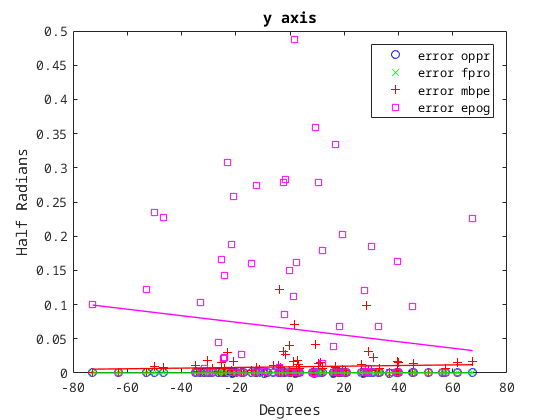 y axis
0.5
0.45
0.4
0.35
0.3
0.25
0.2
0.15
0.1
0.05
0
Half Radians
error oppr
error fpro
error mbpe
error epog
-80 -60 -40 -20 0 20 40 60 80
Degrees